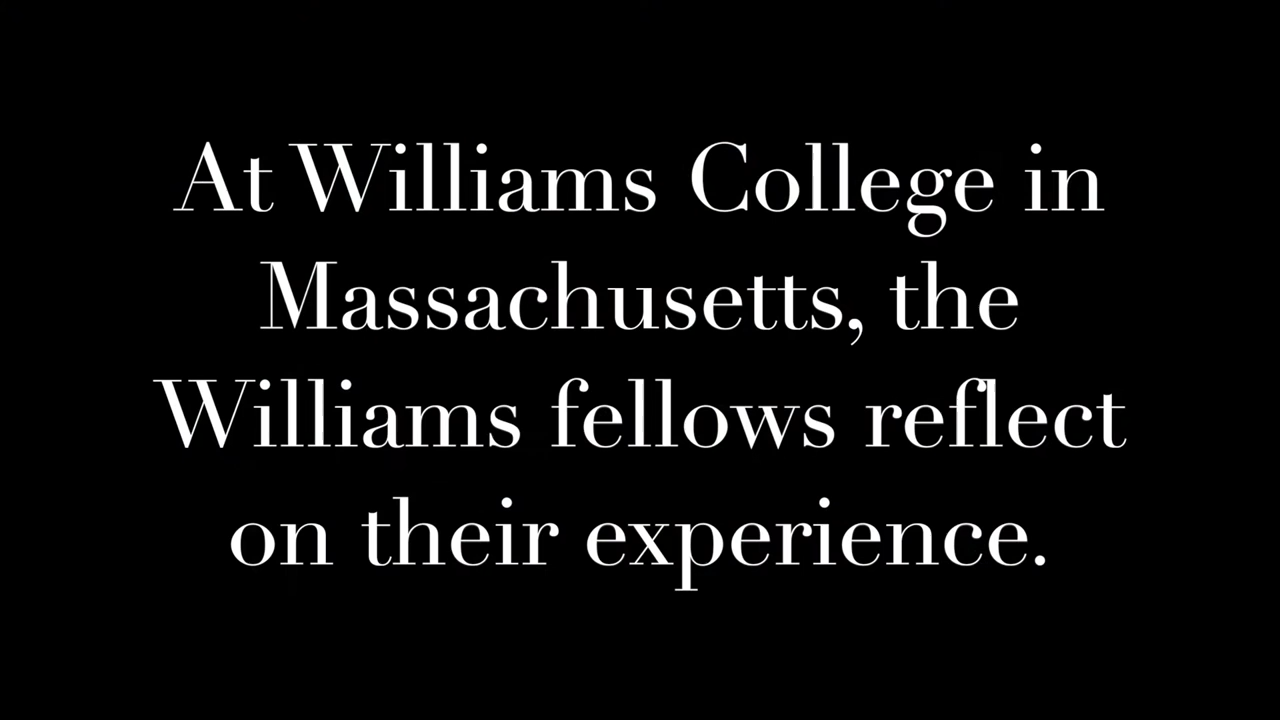 At Williams College in
Massachusetts, the
Williams fellows reflect
on their experience.